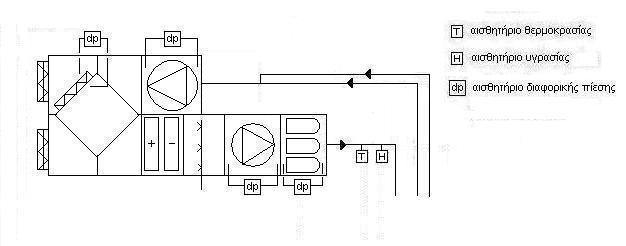 dp
dp
T αισθητήριο θερμοκρασίας
H αισθητήριο υγρασίας
dp αισθητήριο διαφορικής πίεσης
+ -
T H
dp
dp